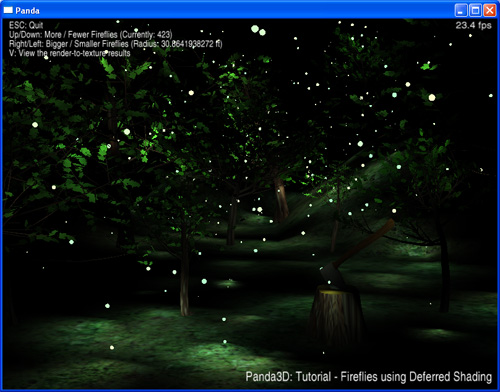 Panda
ESC: Quit
23.4 fps
Up/Down: More / Fewer Fireflies (Currently: 423)
Right/Left: Bigger / Smaller Fireflies (Radius: 30.8641938272 ft)
V: View the render-to-texture results
Panda3D: Tutorial - Fireflies using Deferred Shading